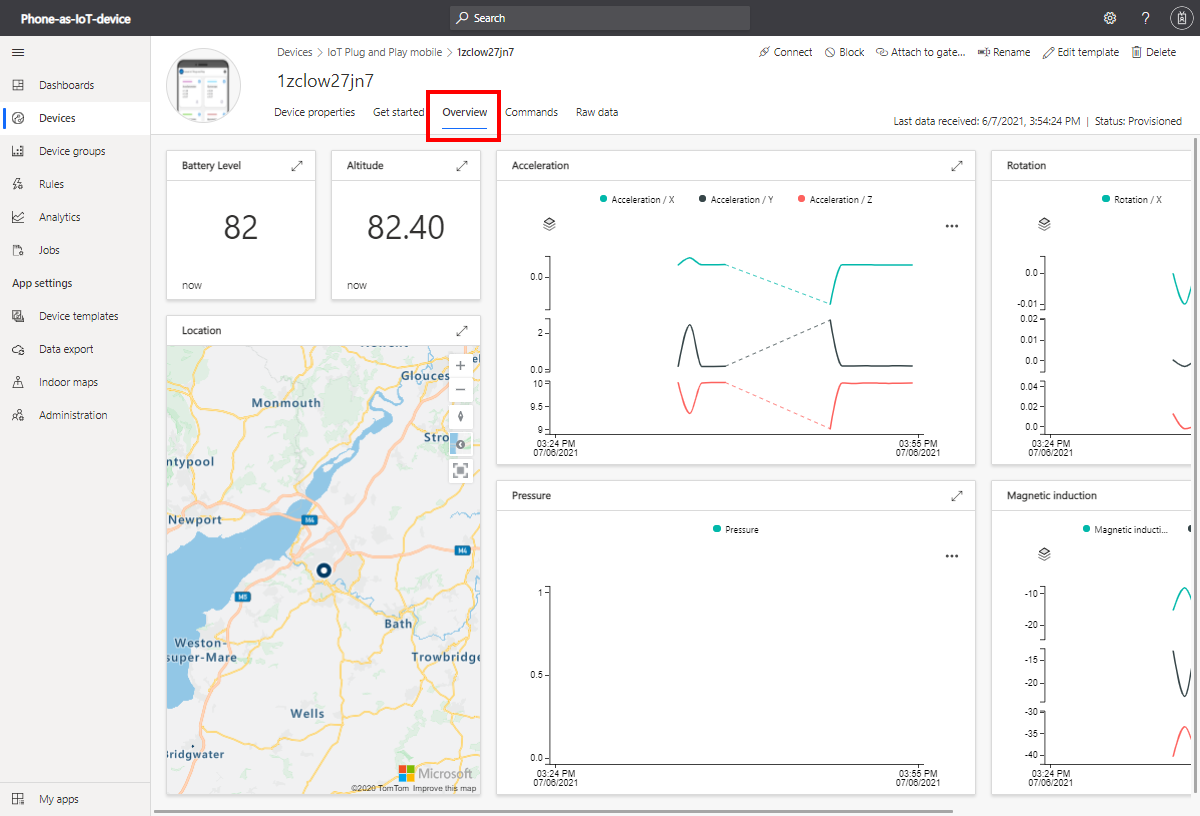 Phone-as-IoT-device
Search
?
Dashboards
Devices
Device groups
Rules
Analytics
Jobs
App settings
Device templates
Data export
Indoor maps
Administration
My apps
Devices > IoT Plug and Play mobile > 1zclow27jn7
Connect
Block
Attach to gate...
Rename
Edit template
Delete
1zclow27jn7
Device properties
Get started
Overview
Commands
Raw data
Last data received: 6/7/2021, 3:54:24 PM | Status: Provisioned
Battery Level
82
now
Altitude
82.40
now
Location
Glouces
Monmouth
Stro
ntypool
Newport
M4
M4
M5
Bath
Weston-
super-Mare
Trowbridge
Wells
Bridgwater
Microsoft
©2020 TomTom Improve this map
Acceleration
Acceleration / X
Acceleration / Y
Acceleration / Z
0.0
2
0.0
10
9.5
9
03:24 PM
07/06/2021
03:55 PM
07/06/2021
Pressure
Pressure
1
0.5
0.0
03:24 PM
07/06/2021
03:55 PM
07/06/2021
Rotation
Rotation / X
0.0
-0.01
0.02
0.01
0.0
0.04
0.02
0.0
03:24 PM
07/06/2021
Magnetic induction
Magnetic inducti...
-10
-20
-15
-20
-30
-35
-40
03:24 PM
07/06/2021